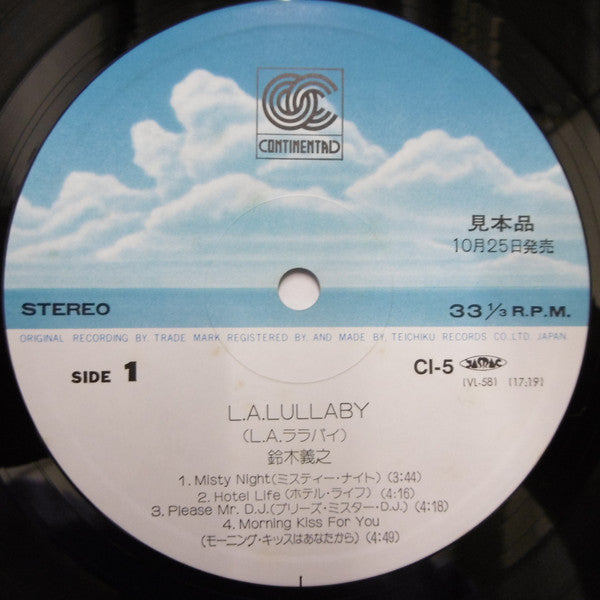 CONTINENTAL
見本品
10月25日発売
STEREO
33 1/3 R.P.M.
ORIGINAL RECORDING BY, TRADE MARK REGISTERED BY, AND MADE BY, TEICHIKU RECORDS CO.,LTD. JAPAN.
SIDE 1
CI-5 JASRAC
[VL-58] [17:19]
L.A.LULLABY
(L.A.ララバイ)
鈴木義之
1. Misty Night(ミスティー・ナイト) (3:44)
2. Hotel Life (ホテル・ライフ) (4:16)
3. Please Mr. D.J.(プリーズ・ミスター・D.J.) (4:18)
4. Morning Kiss For You
(モーニング・キッスはあなたから) (4:49)
I